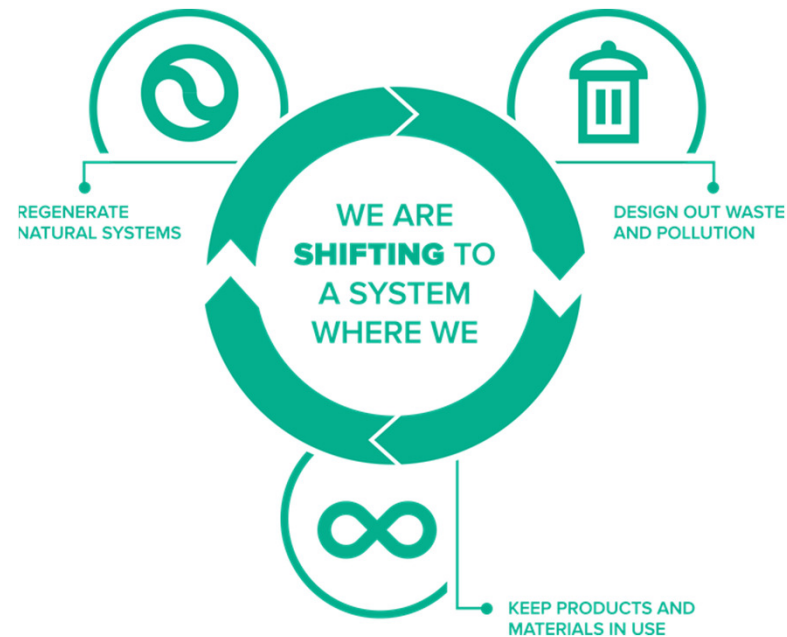 WE ARE
SHIFTING TO
A SYSTEM
WHERE WE
REGENERATE
NATURAL SYSTEMS
DESIGN OUT WASTE
AND POLLUTION
KEEP PRODUCTS AND
MATERIALS IN USE